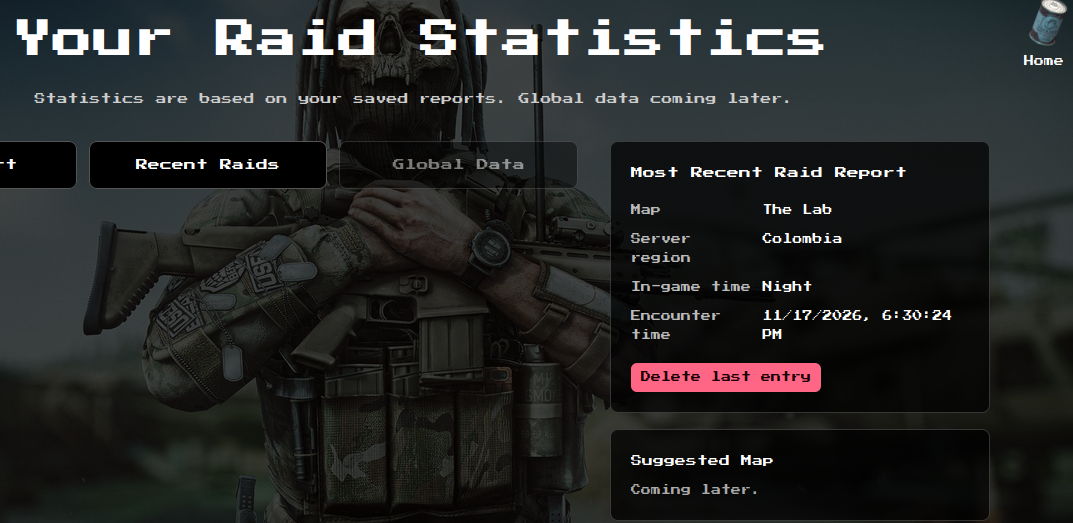 Your Raid Statistics
Home
Statistics are based on your saved reports. Global data coming later.
rt
Recent Raids
Global Data
Most Recent Raid Report
Map The Lab
Server Colombia
region
In-game time Night
Encounter 11/17/2026, 6:30:24
time PM
Delete last entry
Suggested Map
Coming later.